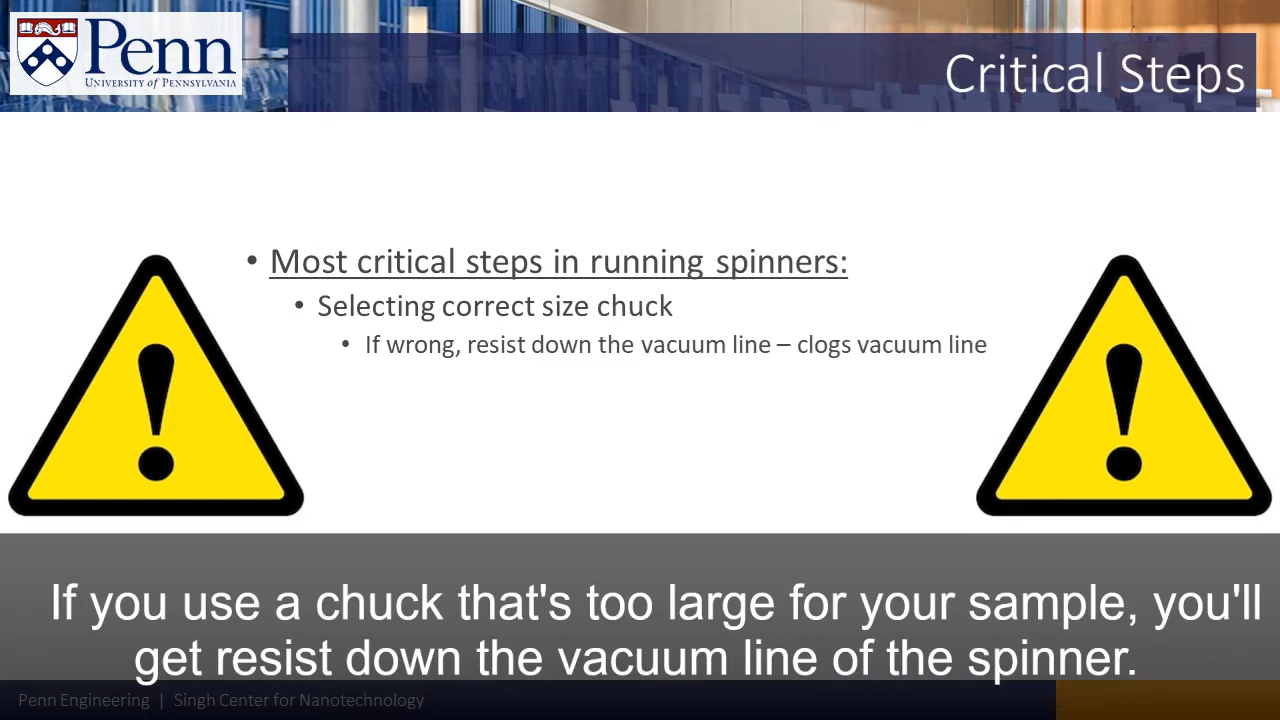 Penn
UNIVERSITY of PENNSYLVANIA
Critical Steps
• Most critical steps in running spinners:
• Selecting correct size chuck
• If wrong, resist down the vacuum line – clogs vacuum line
If you use a chuck that's too large for your sample, you'll
get resist down the vacuum line of the spinner.
Penn Engineering | Singh Center for Nanotechnology